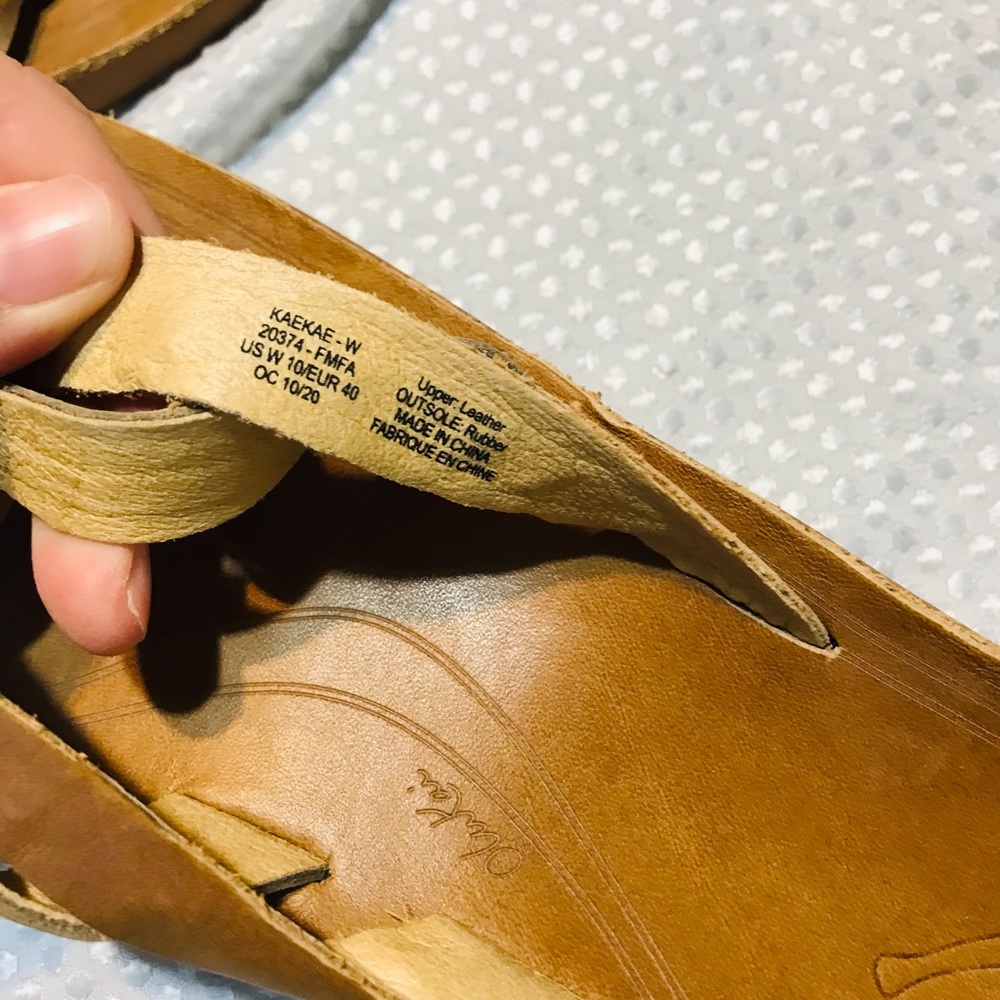 KAEKAE - W
20374 - FMFA
US W 10/EUR 40
OC 10/20
Upper: Leather
OUTSOLE: Rubber
MADE IN CHINA
FABRIQUE EN CHINE
OluKai